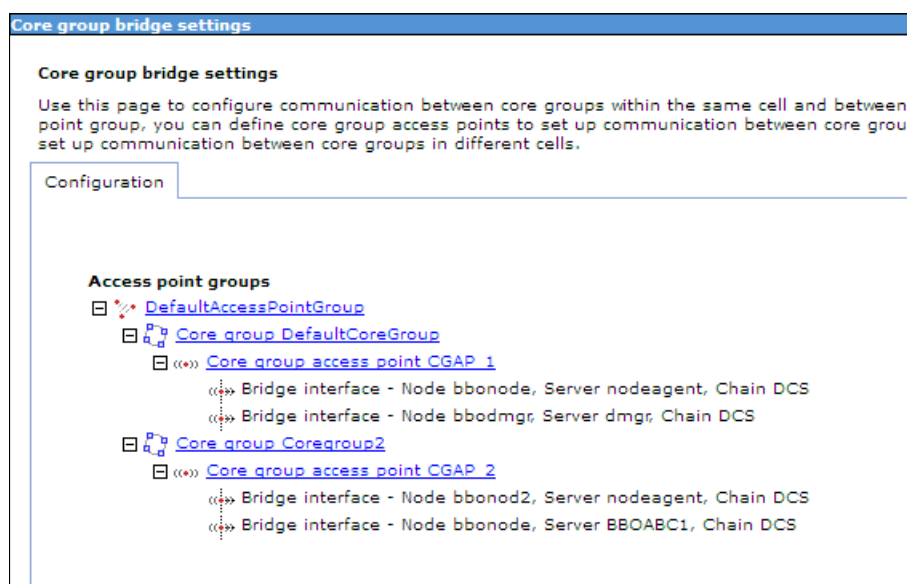 Core group bridge settings
Core group bridge settings
Use this page to configure communication between core groups within the same cell and between
point group, you can define core group access points to set up communication between core grou
set up communication between core groups in different cells.
Configuration
Access point groups
DefaultAccessPointGroup
Core group DefaultCoreGroup
Core group access point CGAP_1
Bridge interface - Node bbonode, Server nodeagent, Chain DCS
Bridge interface - Node bbodmgr, Server dmgr, Chain DCS
Core group Coregroup2
Core group access point CGAP_2
Bridge interface - Node bbonod2, Server nodeagent, Chain DCS
Bridge interface - Node bbonode, Server BBOABC1, Chain DCS